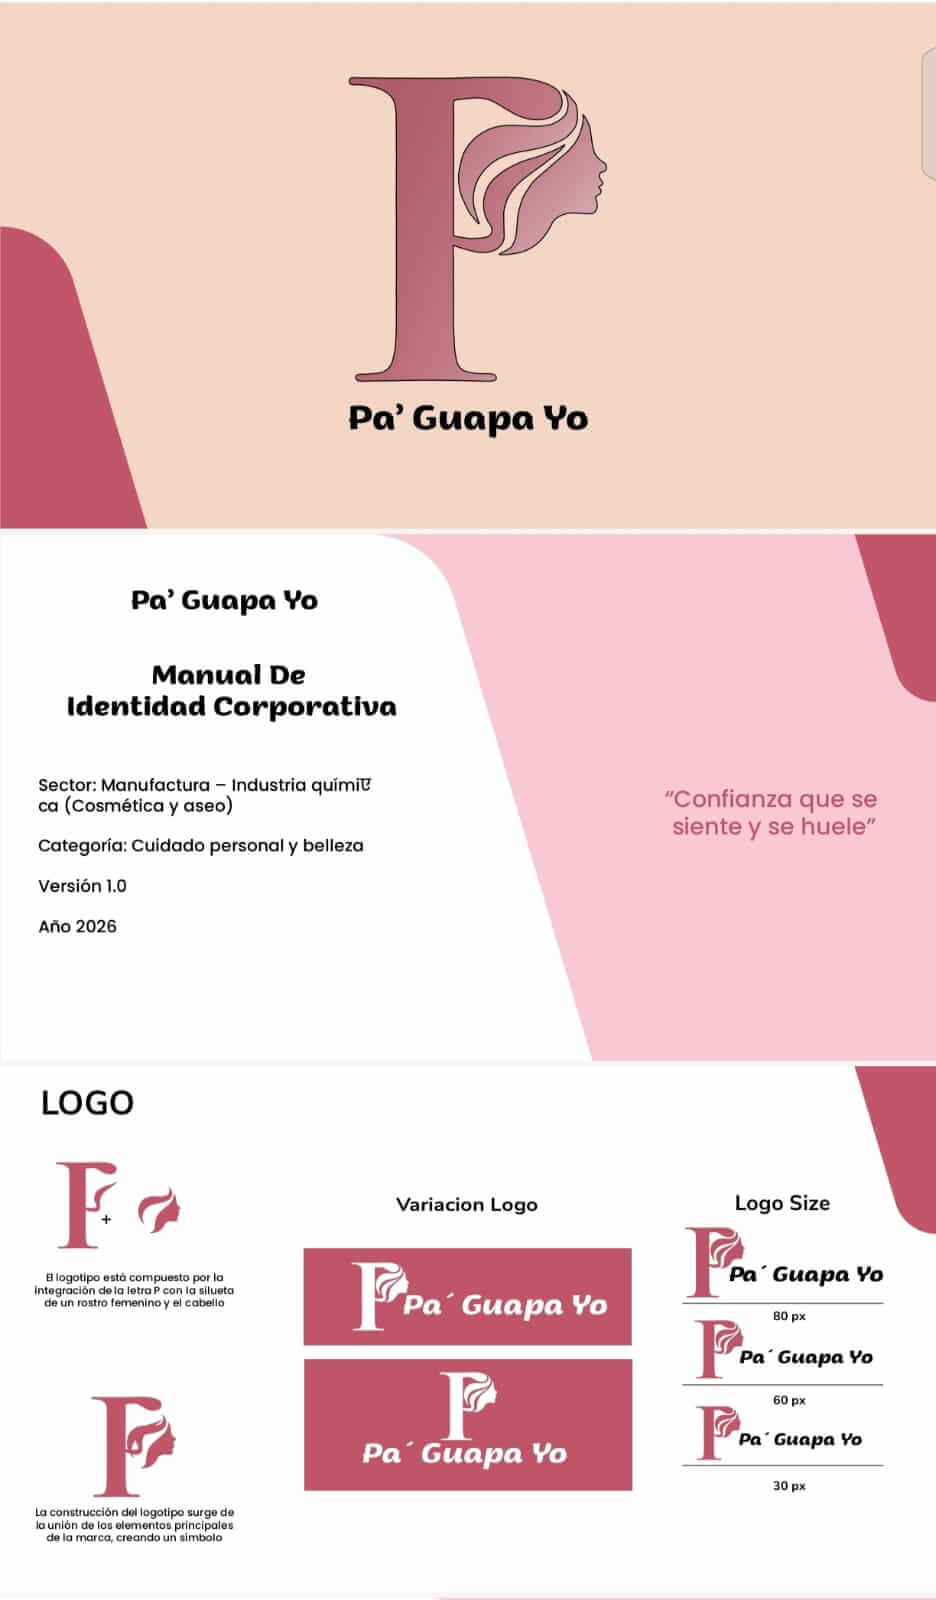 Pa’ Guapa Yo
Pa’ Guapa Yo
Manual De
Identidad Corporativa
Sector: Manufactura – Industria quími
ca (Cosmética y aseo)
Categoría: Cuidado personal y belleza
Versión 1.0
Año 2026
“Confianza que se
siente y se huele”
LOGO
+
El logotipo está compuesto por la
integración de la letra P con la silueta
de un rostro femenino y el cabello
La construcción del logotipo surge de
la unión de los elementos principales
de la marca, creando un símbolo
Variacion Logo
Pa´ Guapa Yo
Pa´ Guapa Yo
Logo Size
Pa´ Guapa Yo
80 px
Pa´ Guapa Yo
60 px
Pa´ Guapa Yo
30 px